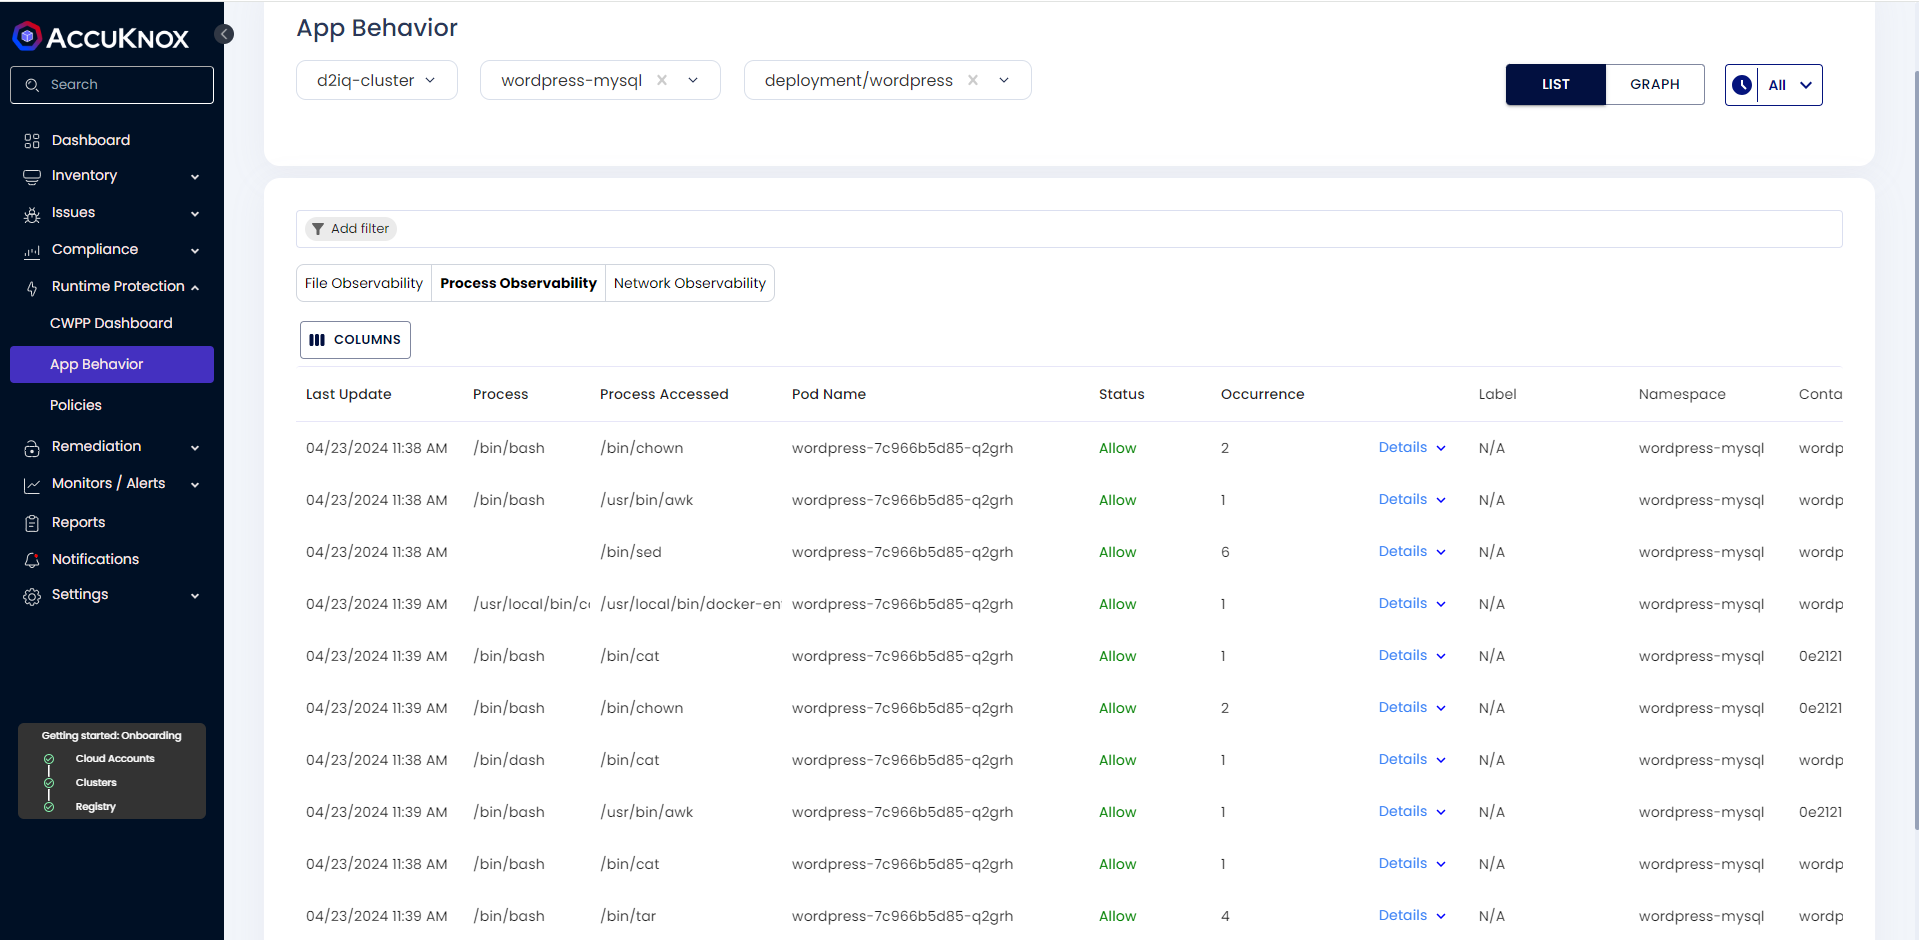 ACCUKNOX
Search
Dashboard
Inventory
Issues
Compliance
Runtime Protection
CWPP Dashboard
App Behavior
Policies
Remediation
Monitors / Alerts
Reports
Notifications
Settings
Getting started: Onboarding
Cloud Accounts
Clusters
Registry
App Behavior
d2iq-cluster wordpress-mysql deployment/wordpress LIST GRAPH All
Add filter
File Observability Process Observability Network Observability
COLUMNS
Last Update Process Process Accessed Pod Name Status Occurrence Label Namespace Conta
04/23/2024 11:38 AM /bin/bash /bin/chown wordpress-7c966b5d85-q2grh Allow 2 Details N/A wordpress-mysql wordp
04/23/2024 11:38 AM /bin/bash /usr/bin/awk wordpress-7c966b5d85-q2grh Allow 1 Details N/A wordpress-mysql wordp
04/23/2024 11:38 AM /bin/sed wordpress-7c966b5d85-q2grh Allow 6 Details N/A wordpress-mysql wordp
04/23/2024 11:39 AM /usr/local/bin/c /usr/local/bin/docker-en wordpress-7c966b5d85-q2grh Allow 1 Details N/A wordpress-mysql wordp
04/23/2024 11:39 AM /bin/bash /bin/cat wordpress-7c966b5d85-q2grh Allow 1 Details N/A wordpress-mysql 0e2121
04/23/2024 11:39 AM /bin/bash /bin/chown wordpress-7c966b5d85-q2grh Allow 2 Details N/A wordpress-mysql 0e2121
04/23/2024 11:38 AM /bin/dash /bin/cat wordpress-7c966b5d85-q2grh Allow 1 Details N/A wordpress-mysql wordp
04/23/2024 11:39 AM /bin/bash /usr/bin/awk wordpress-7c966b5d85-q2grh Allow 1 Details N/A wordpress-mysql 0e2121
04/23/2024 11:38 AM /bin/bash /bin/cat wordpress-7c966b5d85-q2grh Allow 1 Details N/A wordpress-mysql wordp
04/23/2024 11:39 AM /bin/bash /bin/tar wordpress-7c966b5d85-q2grh Allow 4 Details N/A wordpress-mysql wordp